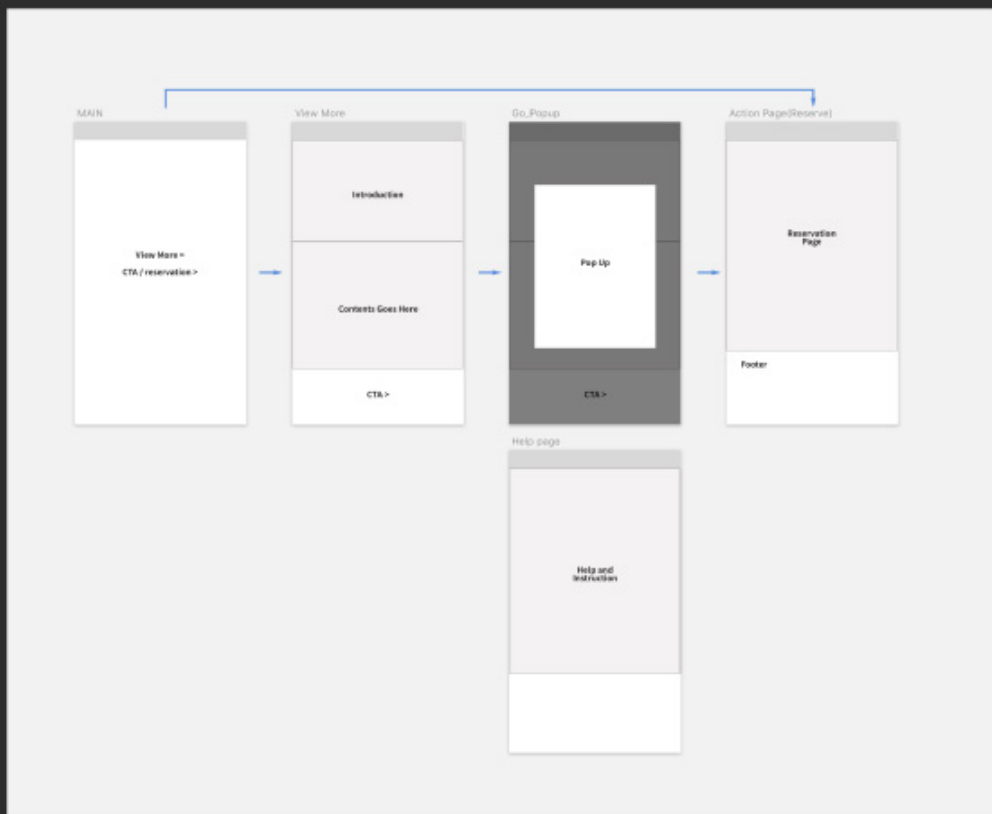 MAIN
View More
Go_Popup
Action Page(Reserve)
View More =
CTA / reservation >
Introduction
Contents Goes Here
CTA >
Pop Up
CTA >
Reservation
Page
Footer
Help page
Help and
Instruction